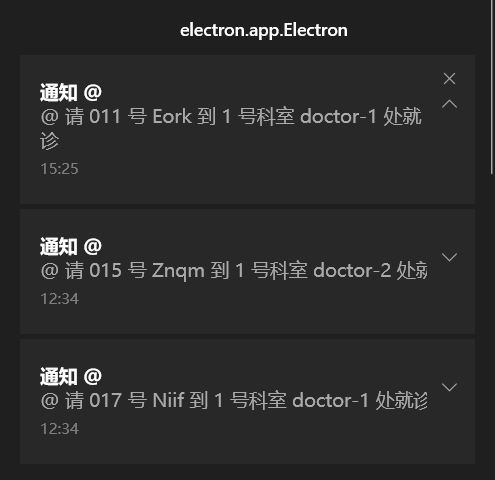 electron.app.Electron
通知 @
@ 请 011 号 Eork 到 1 号科室 doctor-1 处就
诊
15:25
通知 @
@ 请 015 号 Znqm 到 1 号科室 doctor-2 处就
12:34
通知 @
@ 请 017 号 Niif 到 1 号科室 doctor-1 处就诊
12:34